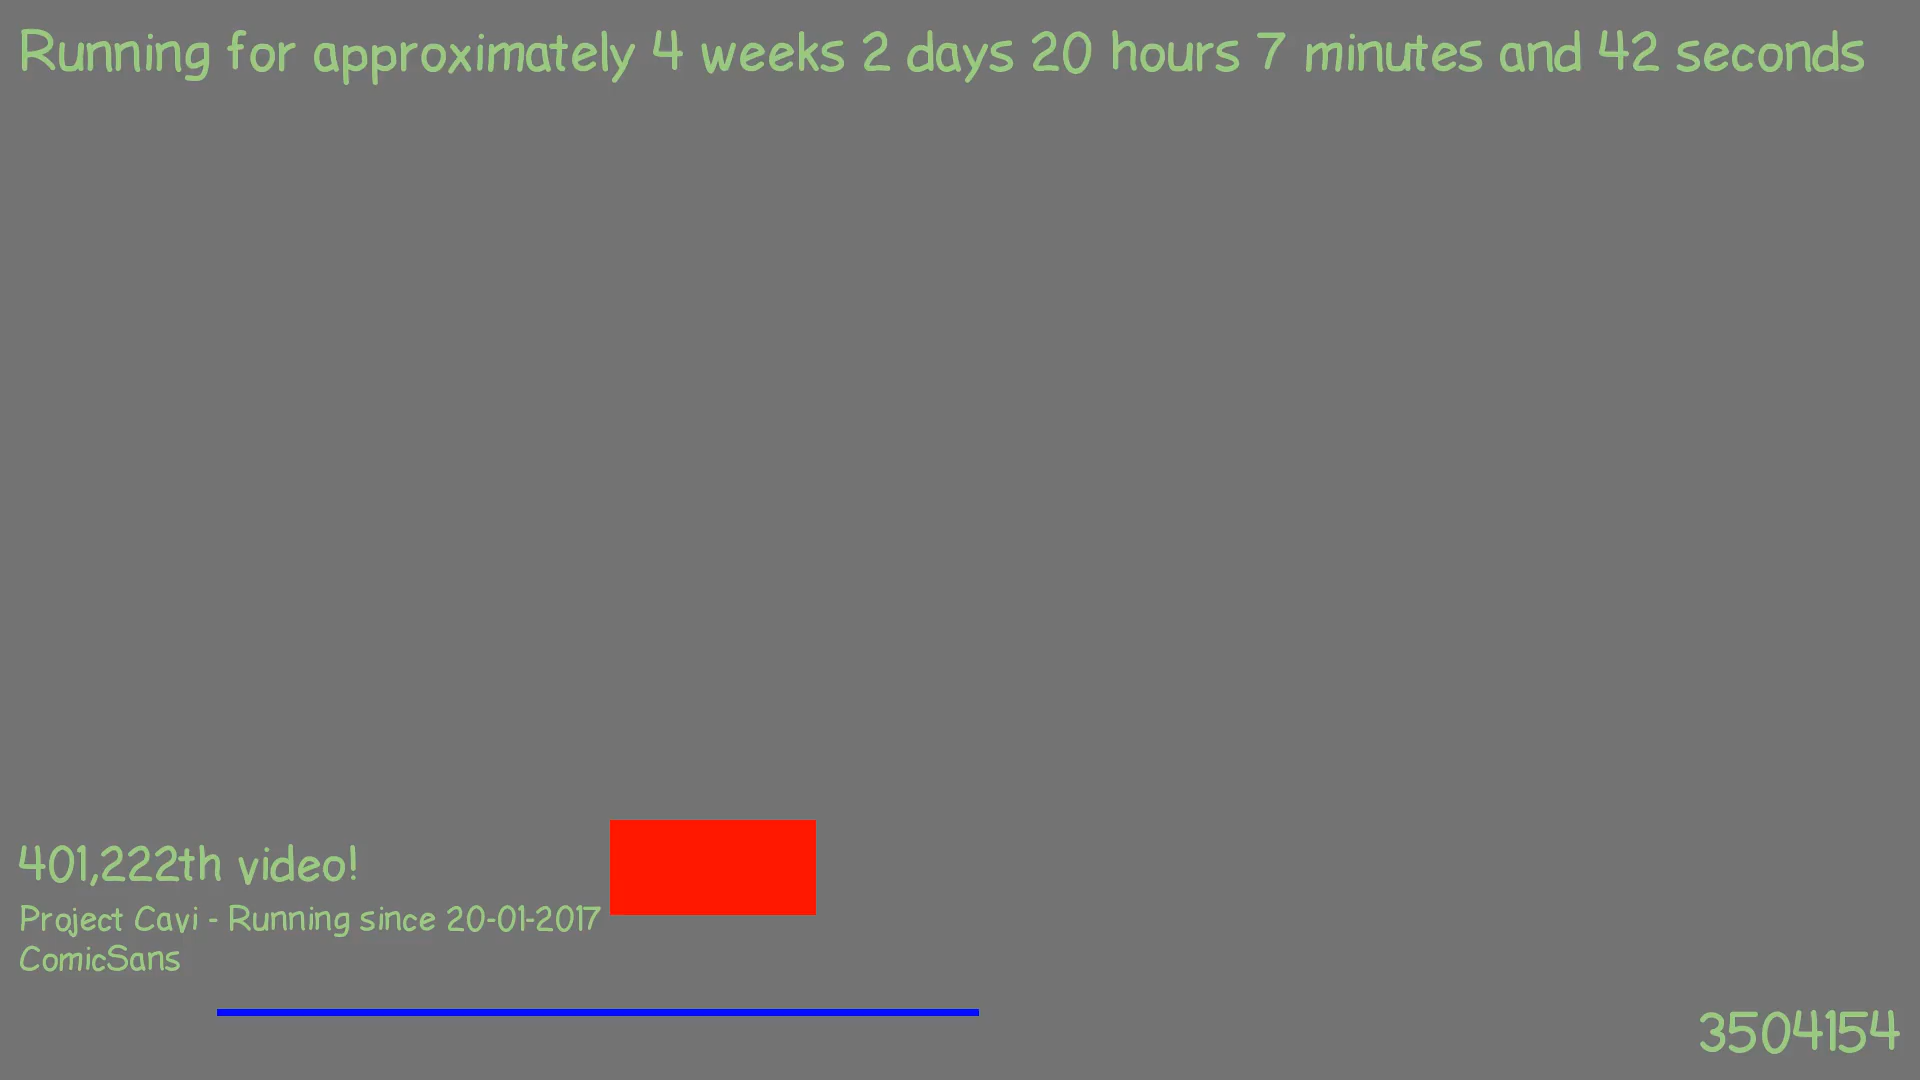 Running for approximately 4 weeks 2 days 20 hours 7 minutes and 42 seconds
401,222th video!
Project Cavi - Running since 20-01-2017
ComicSans
3504154